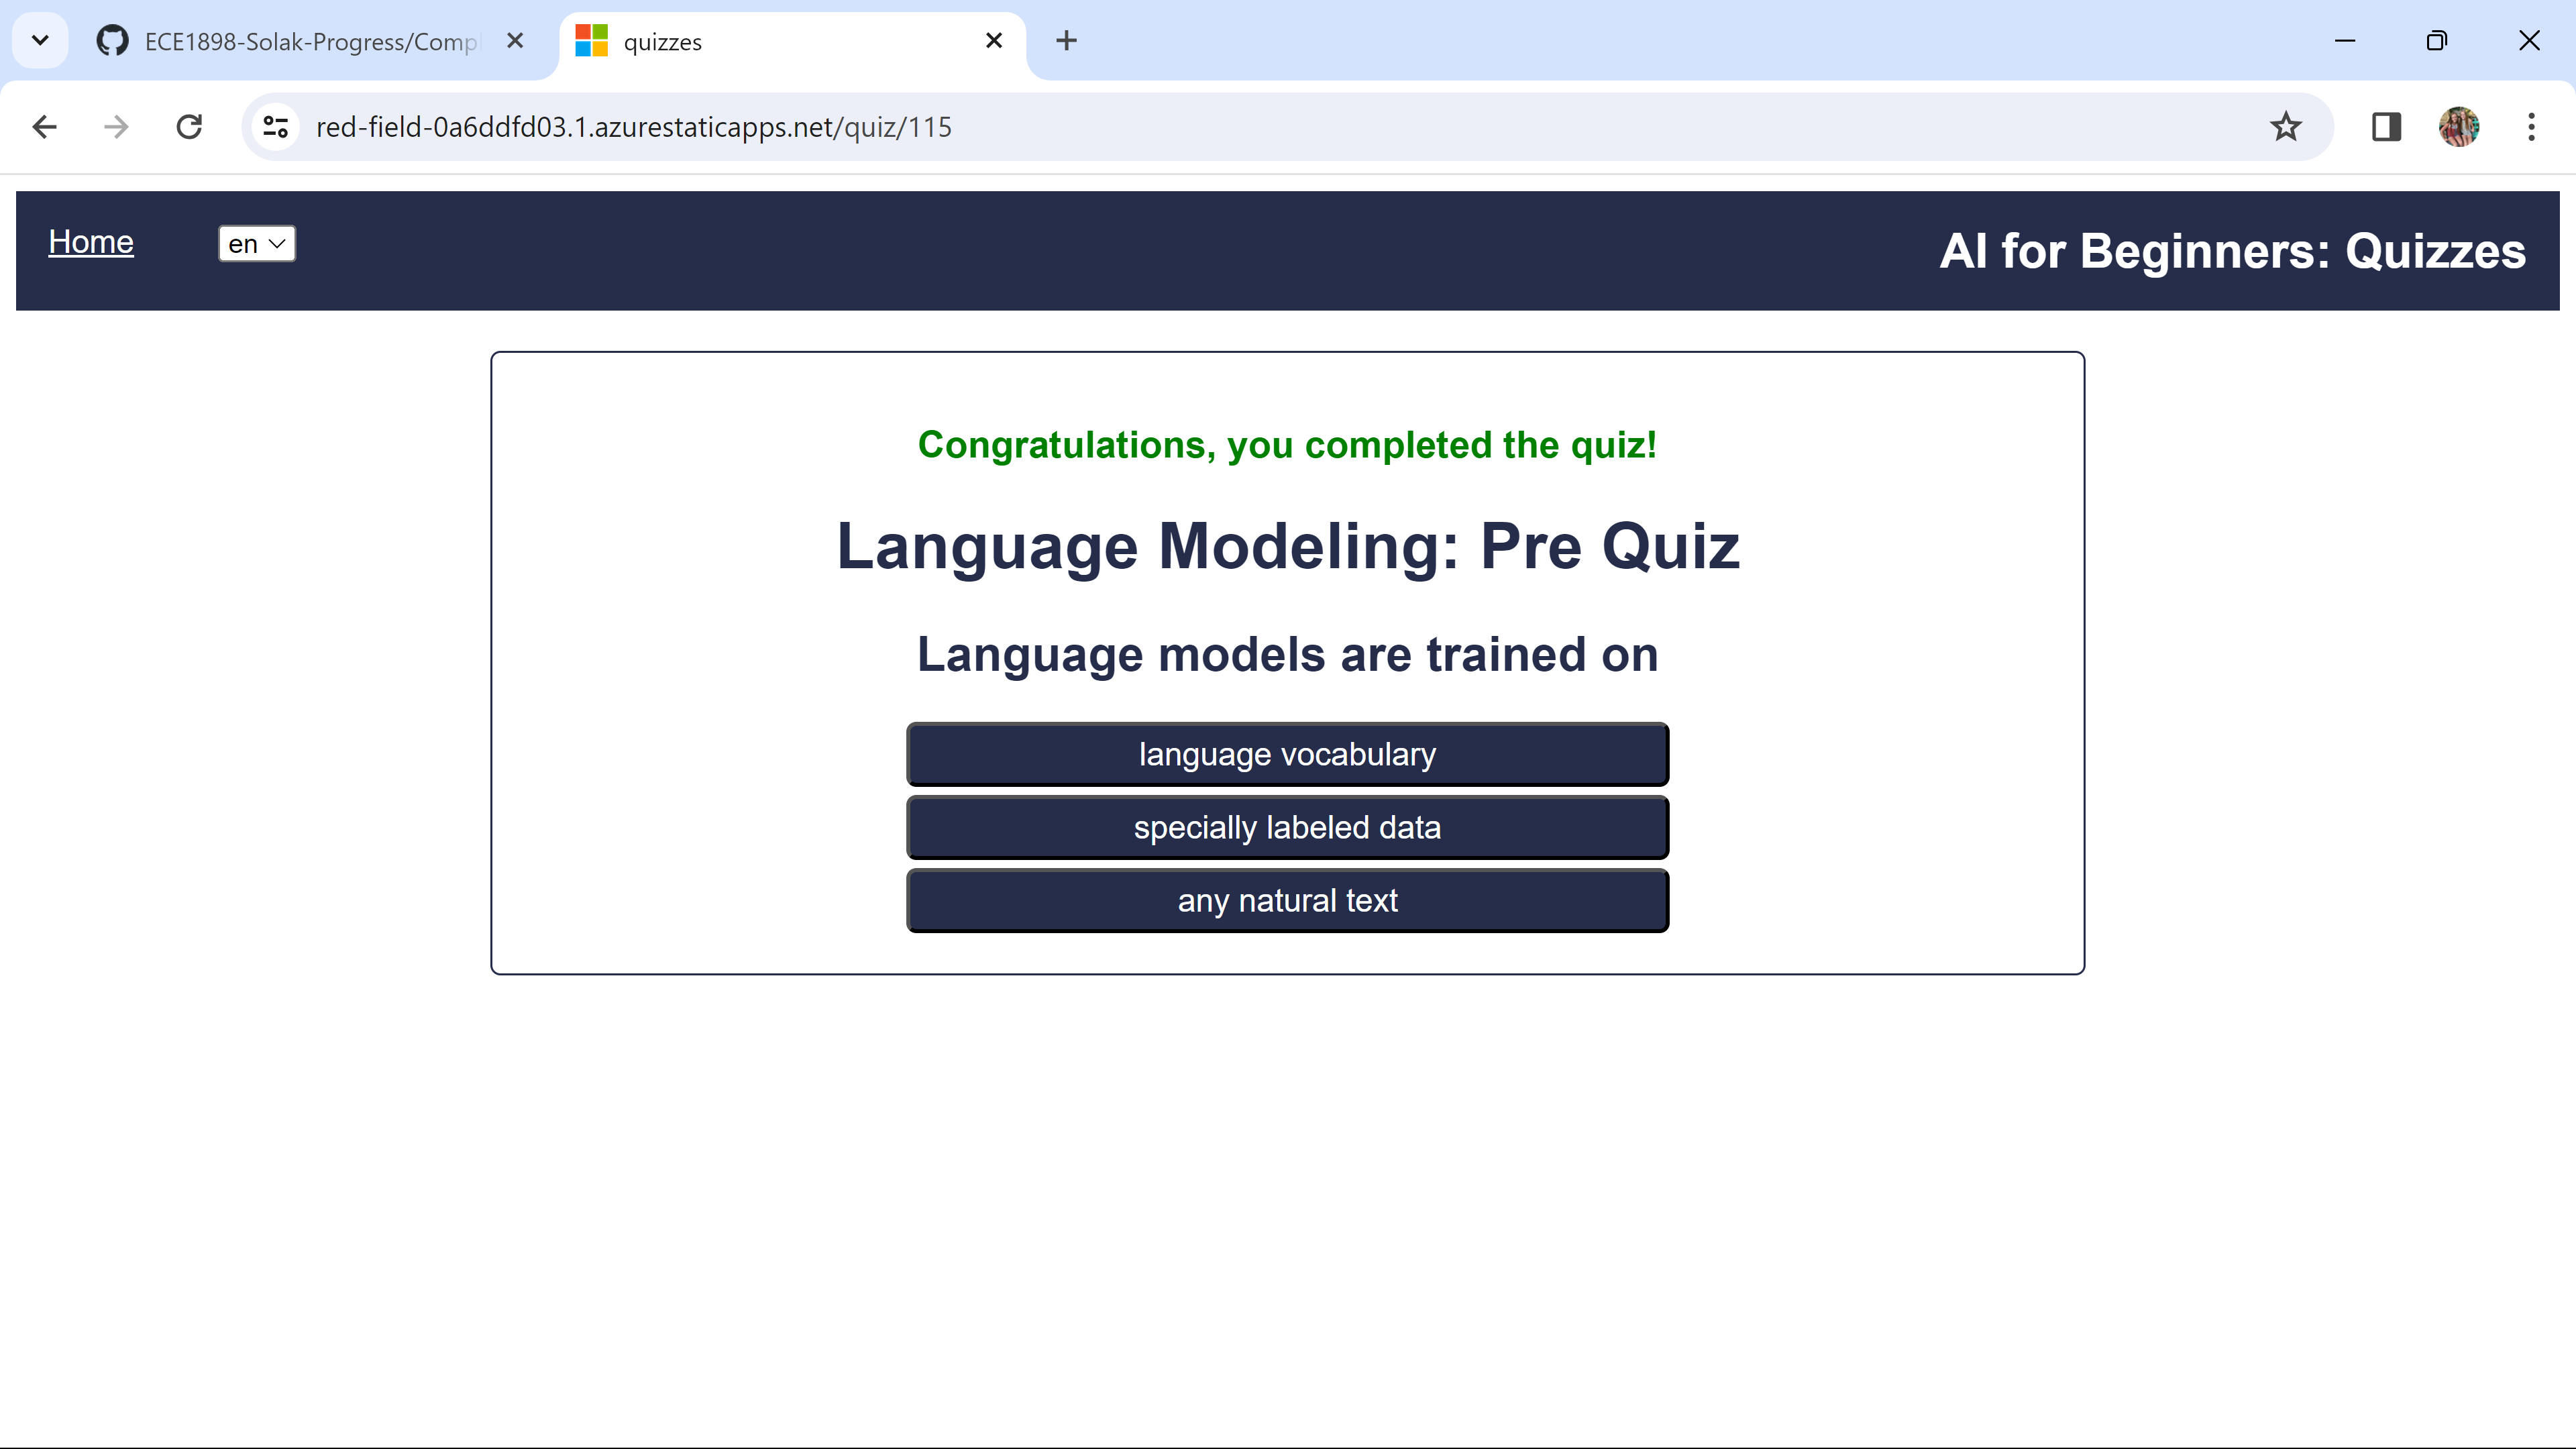 ECE1898-Solak-Progress/Comp
quizzes
red-field-0a6ddfd03.1.azurestaticapps.net/quiz/115
Home
en
AI for Beginners: Quizzes
Congratulations, you completed the quiz!
Language Modeling: Pre Quiz
Language models are trained on
language vocabulary
specially labeled data
any natural text